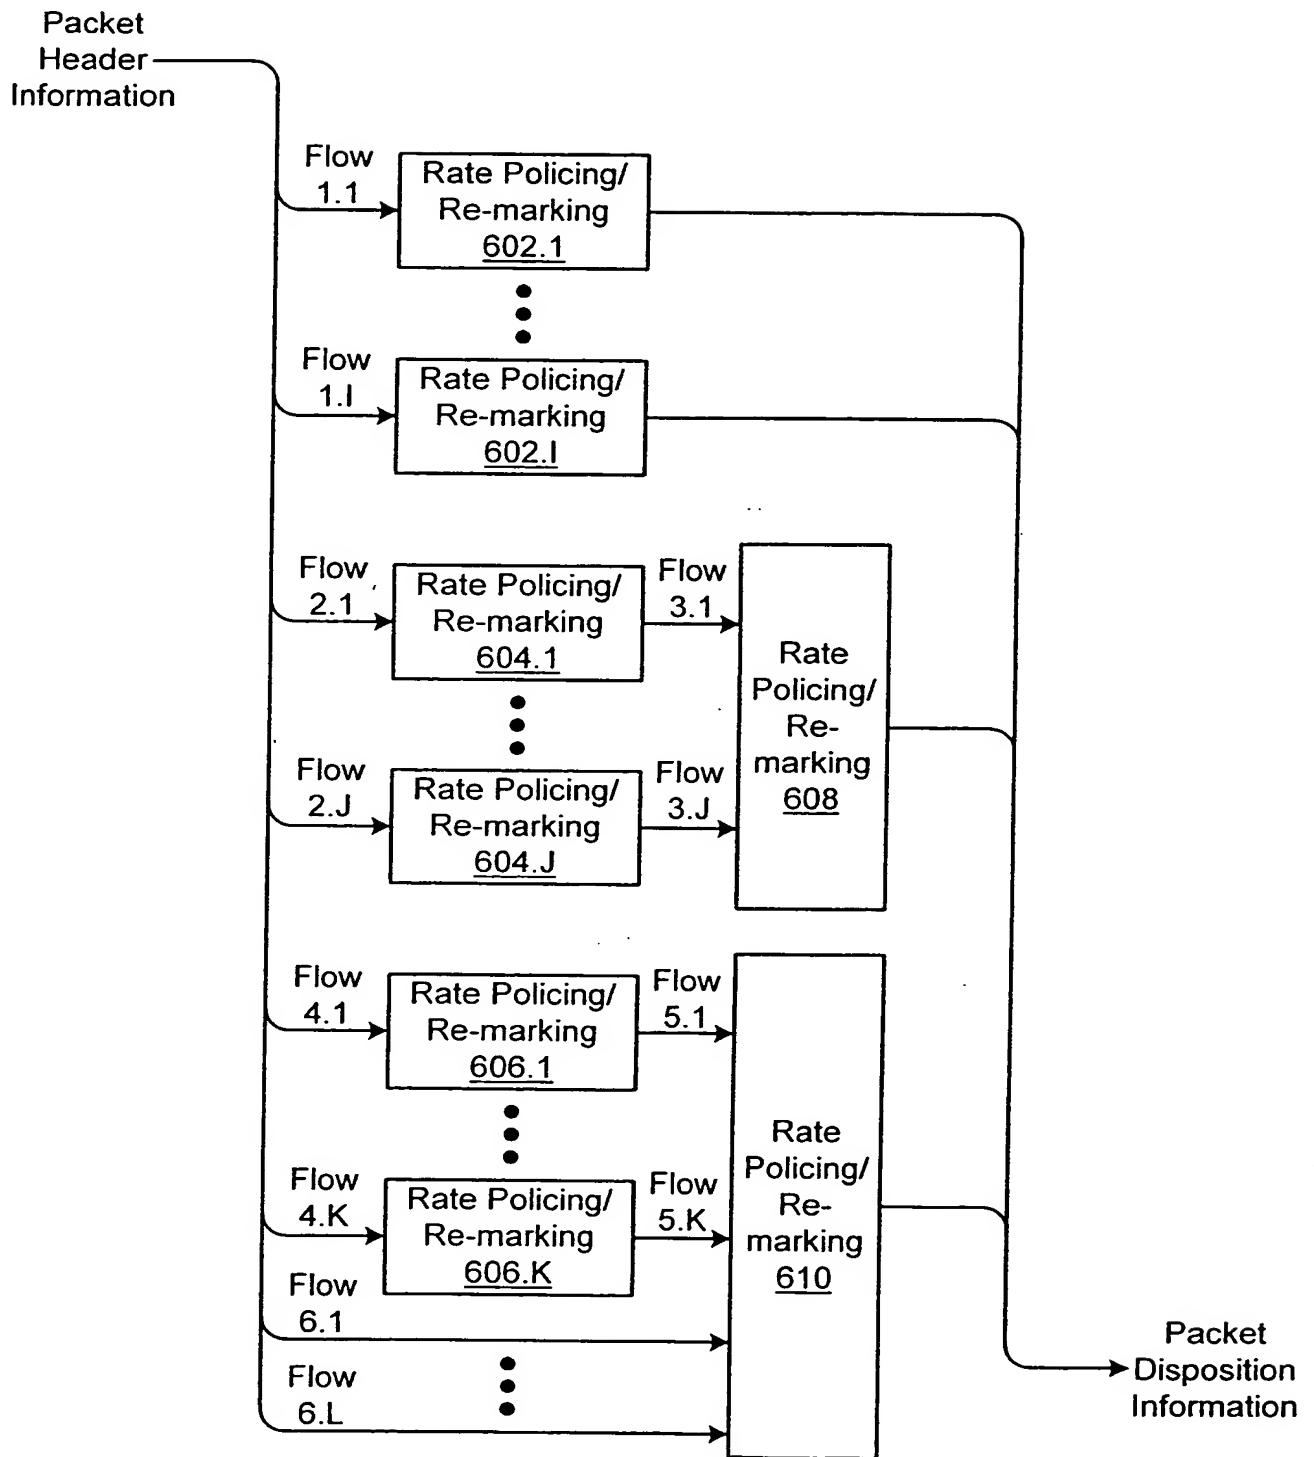 Packet
Header
Information
Flow
1.1
Rate Policing/
Re-marking
602.1
Flow
1.I
Rate Policing/
Re-marking
602.I
Flow
2.1
Rate Policing/
Re-marking
604.1
Flow
3.1
Flow
2.J
Rate Policing/
Re-marking
604.J
Flow
3.J
Rate
Policing/
Re-
marking
608
Flow
4.1
Rate Policing/
Re-marking
606.1
Flow
5.1
Flow
4.K
Rate Policing/
Re-marking
606.K
Flow
5.K
Rate
Policing/
Re-
marking
610
Flow
6.1
Flow
6.L
Packet
Disposition
Information